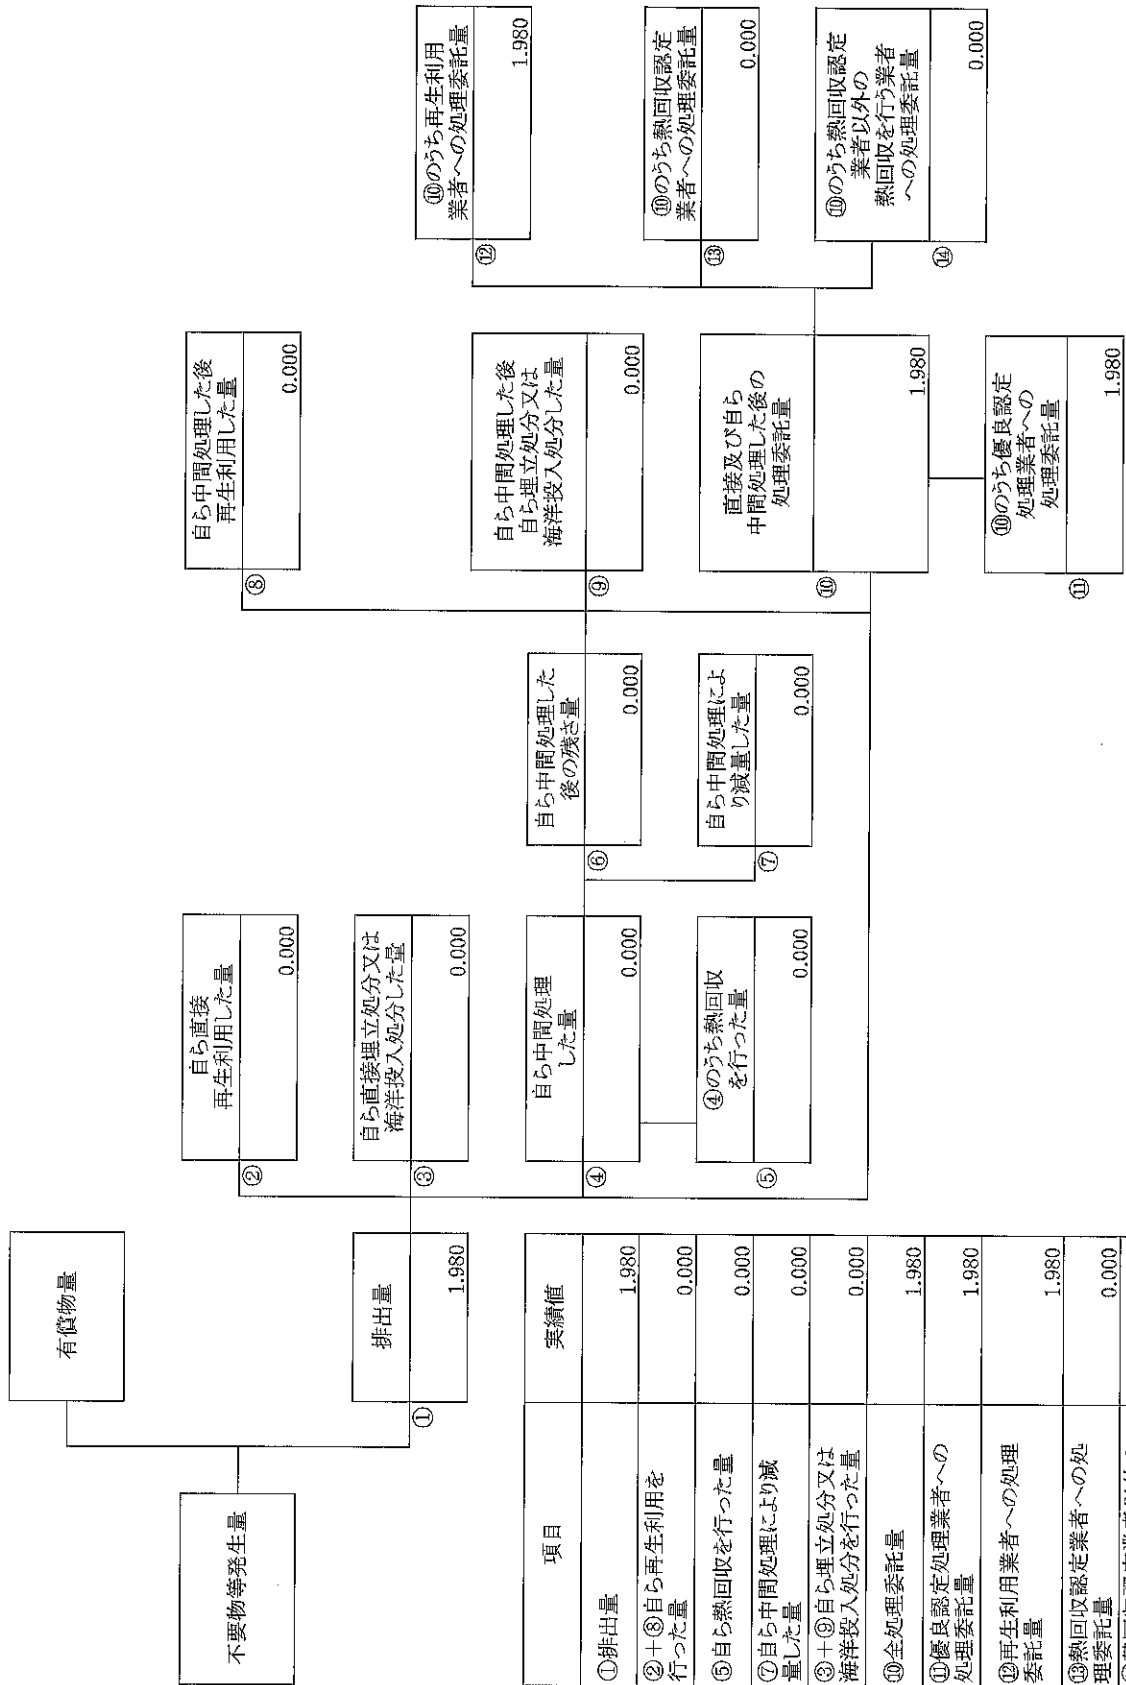 不要物等発生量
有償物量
①
排出量
1.980
②
自ら直接
再生利用した量
0.000
③
自ら直接埋立処分又は
海洋投入処分した量
0.000
④
自ら中間処理
した量
0.000
⑤
④のうち熱回収
を行った量
0.000
⑥
自ら中間処理した
後の残さ量
0.000
⑦
自ら中間処理によ
り減量した量
0.000
⑧
自ら中間処理した後
再生利用した量
0.000
⑨
自ら中間処理した後
自ら埋立処分又は
海洋投入処分した量
0.000
⑩
直接及び自ら
中間処理した後の
処理委託量
1.980
⑪
⑩のうち優良認定
処理業者への
処理委託量
1.980
⑫
⑩のうち再生利用
業者への処理委託量
1.980
⑬
⑩のうち熱回収認定
業者への処理委託量
0.000
⑭
⑩のうち熱回収認定
業者以外の
熱回収を行う業者
への処理委託量
0.000
項目 実績値
①排出量 1.980
②+⑧自ら再生利用を
行った量 0.000
⑤自ら熱回収を行った量 0.000
⑦自ら中間処理により減
量した量 0.000
③+⑨自ら埋立処分又は
海洋投入処分を行った量 0.000
⑩全処理委託量 1.980
⑪優良認定処理業者への
処理委託量 1.980
⑫再生利用業者への処理
委託量 1.980
⑬熱回収認定業者への処
理委託量 0.000